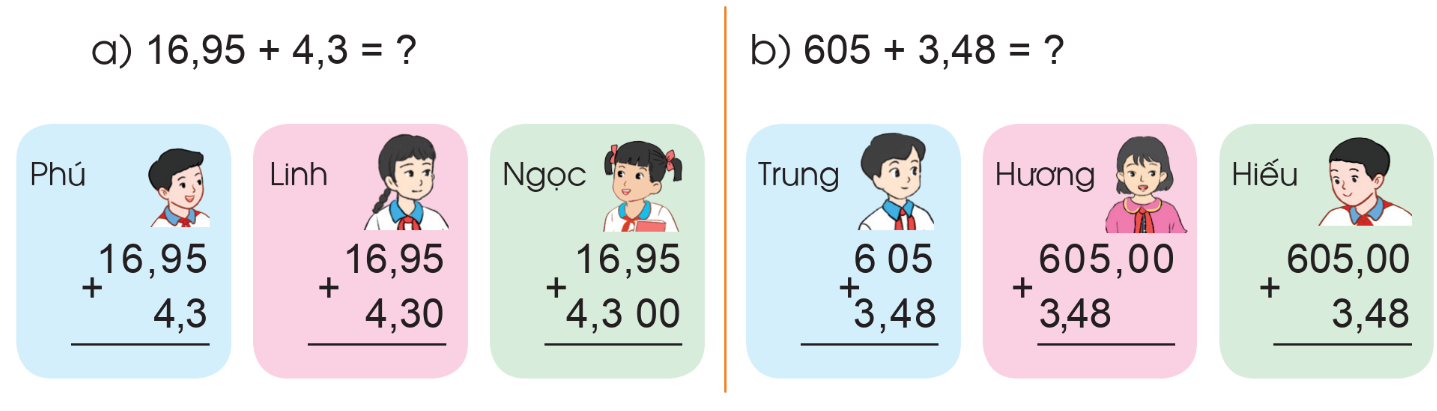 a) 16,95 + 4,3 = ?
Phú
16,95
+
4,3
Linh
16,95
+
4,30
Ngọc
16,95
+
4,3 00
b) 605 + 3,48 = ?
Trung
6 05
+
3,48
Hương
605,00
+
3,48
Hiếu
605,00
+
3,48